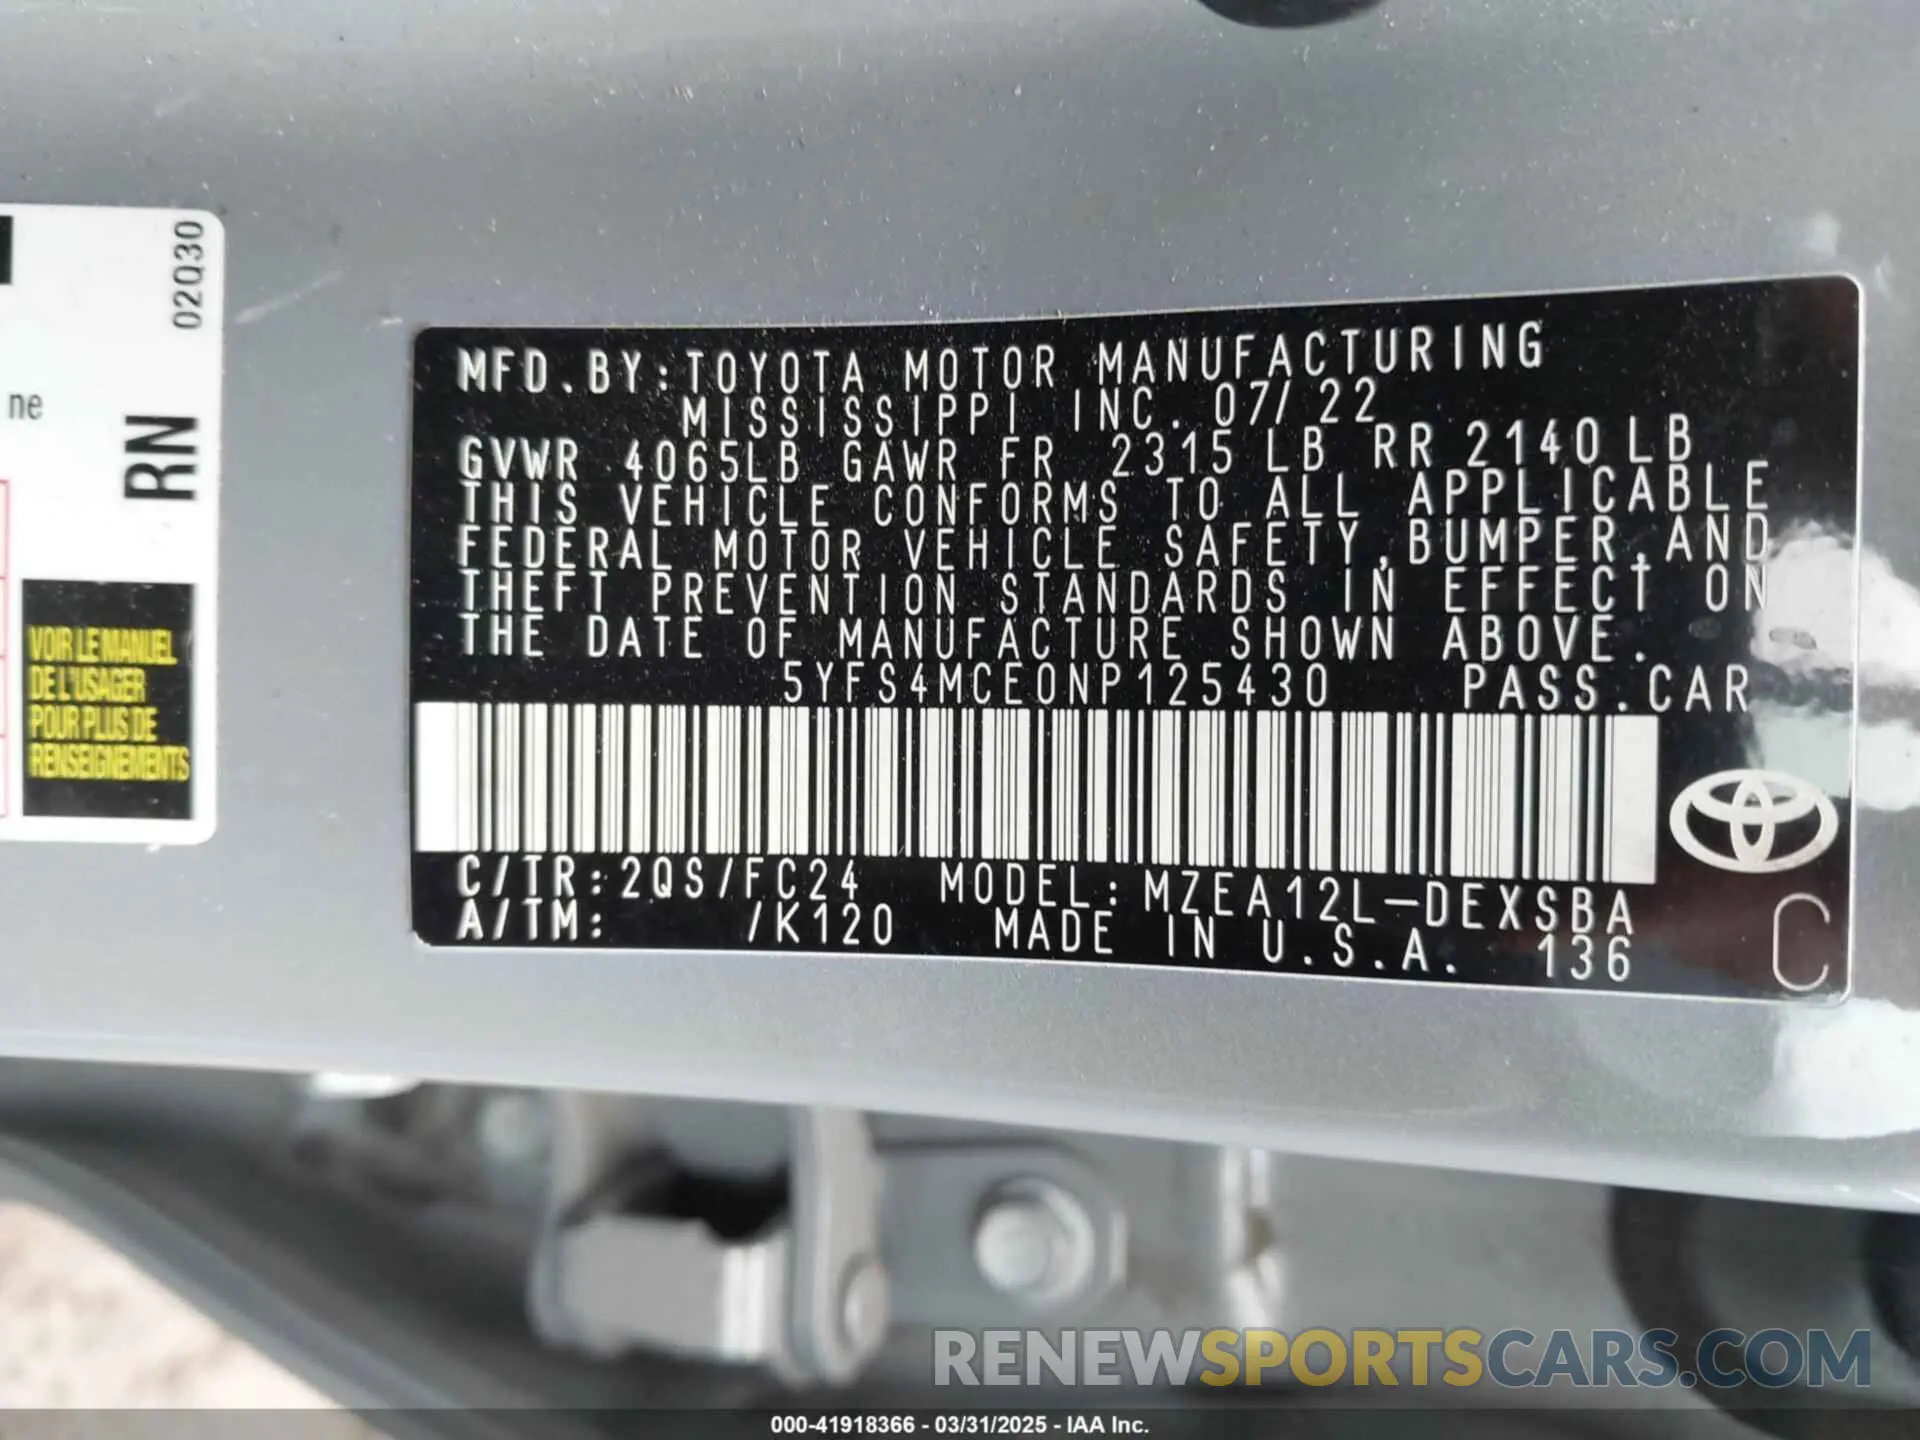 02Q30
ne
RN
VOIR LE MANUEL
DE L'USAGER
POUR PLUS DE
RENSEIGNEMENTS
MFD.BY:TOYOTA MOTOR MANUFACTURING
MISSISSIPPI INC. 07/22
GVWR 4065LB GAWR FR 2315LB RR 2140LB
THIS VEHICLE CONFORMS TO ALL APPLICABLE
FEDERAL MOTOR VEHICLE SAFETY,BUMPER,AND
THEFT PREVENTION STANDARDS IN EFFECT ON
THE DATE OF MANUFACTURE SHOWN ABOVE.
5YFS4MCE0NP125430 PASS.CAR
C/TR:2QS/FC24 MODEL:MZEA12L-DEXSBA
A/TM: /K120 MADE IN U.S.A. 136
C
RENEWSPORTSCARS.COM
000-41918366 - 03/31/2025 - IAA Inc.